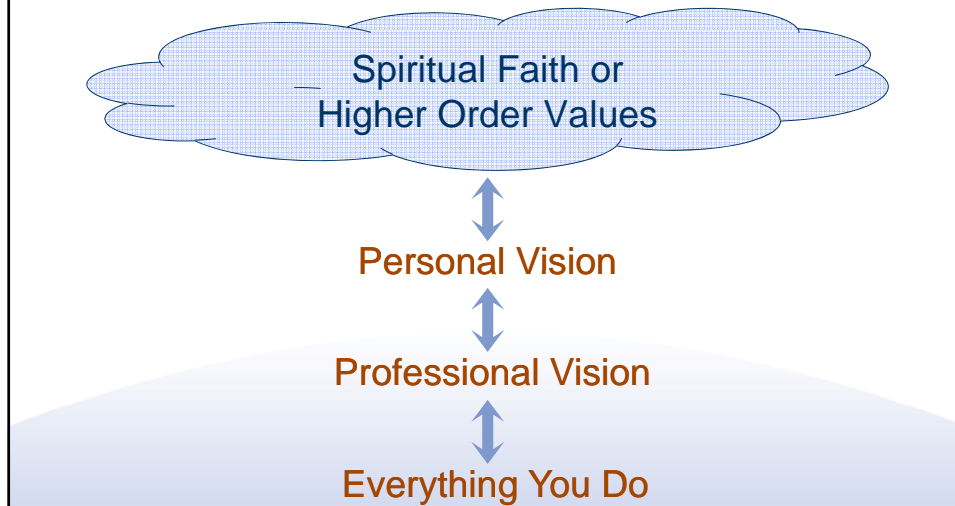 Spiritual Faith or
Higher Order Values
Personal Vision
Professional Vision
Everything You Do